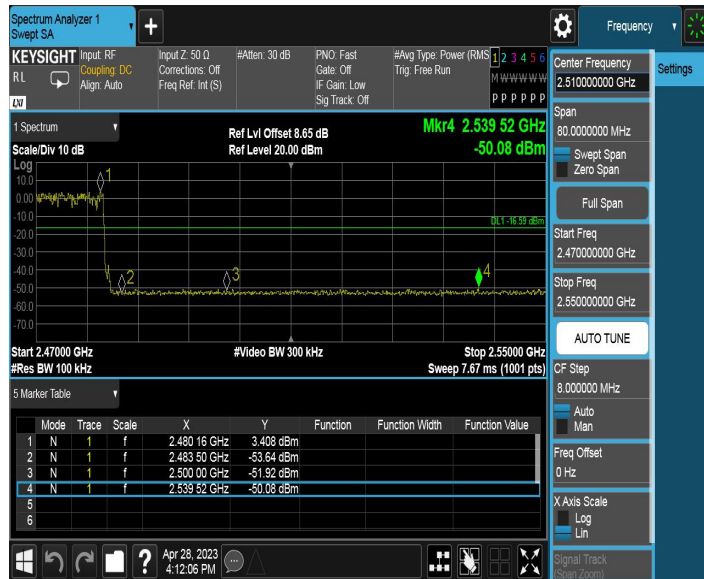 Spectrum Analyzer 1
Swept SA
+
Frequency
KEYSIGHT
RL
LXI
Input: RF
Coupling: DC
Align: Auto
Input Z: 50 Ω
Corrections: Off
Freq Ref: Int (S)
#Atten: 30 dB
PNO: Fast
Gate: Off
IF Gain: Low
Sig Track: Off
#Avg Type: Power (RMS
Trig: Free Run
1 2 3 4 5 6
M W W W W W
P P P P P P
1 Spectrum
Scale/Div 10 dB
Ref Lvl Offset 8.65 dB
Ref Level 20.00 dBm
Mkr4 2.539 52 GHz
-50.08 dBm
Log
10.0
0.00
-10.0
-20.0
-30.0
-40.0
-50.0
-60.0
-70.0
1
2
3
4
DL1 -16.59 dBm
Start 2.47000 GHz
#Video BW 300 kHz
Stop 2.55000 GHz
#Res BW 100 kHz
Sweep 7.67 ms (1001 pts)
5 Marker Table
Mode Trace Scale X Y Function Function Width Function Value
1 N 1 f 2.480 16 GHz 3.408 dBm
2 N 1 f 2.483 50 GHz -53.64 dBm
3 N 1 f 2.500 00 GHz -51.92 dBm
4 N 1 f 2.539 52 GHz -50.08 dBm
5
6
?
Apr 28, 2023
4:12:06 PM
Center Frequency
2.510000000 GHz
Span
80.0000000 MHz
Swept Span
Zero Span
Full Span
Start Freq
2.470000000 GHz
Stop Freq
2.550000000 GHz
AUTO TUNE
CF Step
8.000000 MHz
Auto
Man
Freq Offset
0 Hz
X Axis Scale
Log
Lin
Signal Track
(Span Zoom)
Settings